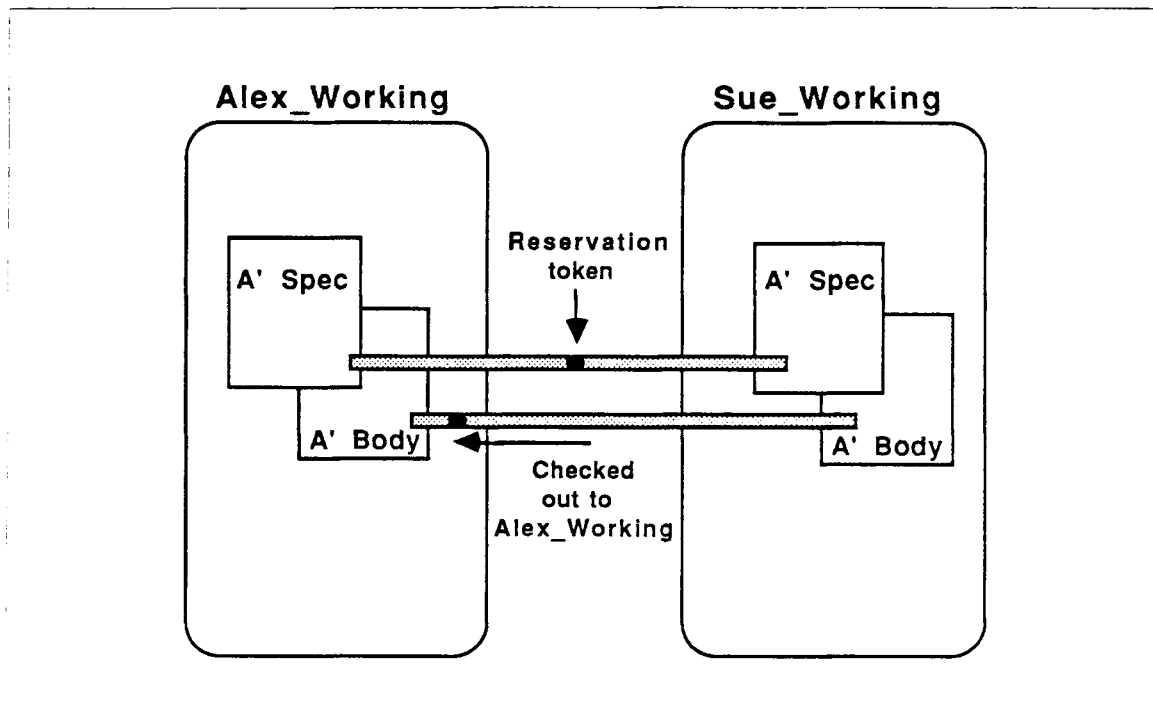 Alex_Working
Sue_Working
Reservation
token
A' Spec
A' Spec
A' Body
A' Body
Checked
out to
Alex_Working